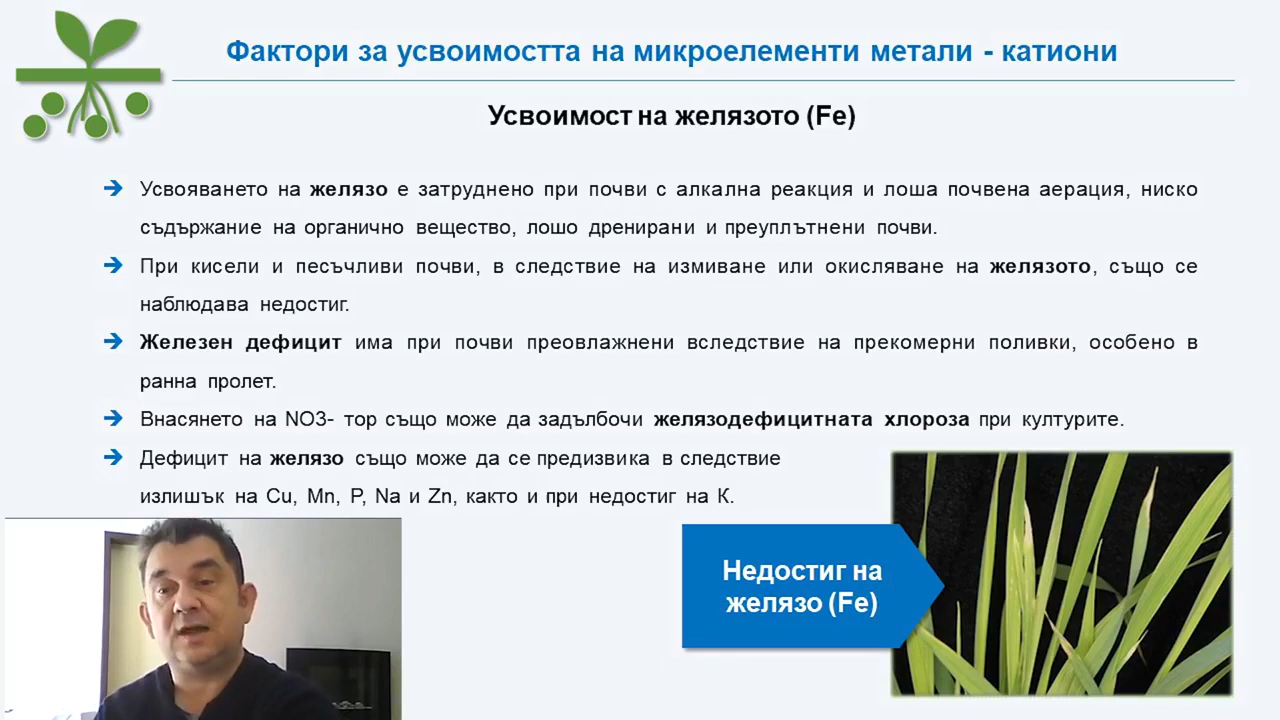 Фактори за усвоимостта на микроелементи метали - катиони
Усвоимост на желязото (Fe)
Усвояването на желязо е затруднено при почви с алкална реакция и лоша почвена аерация, ниско
съдържание на органично вещество, лошо дренирани и преуплътнени почви.
При кисели и песъчливи почви, в следствие на измиване или окисляване на желязото, също се
наблюдава недостиг.
Железен дефицит има при почви преовлажнени вследствие на прекомерни поливки, особено в
ранна пролет.
Внасянето на NO3- тор също може да задълбочи желязодефицитната хлороза при културите.
Дефицит на желязо също може да се предизвика в следствие
излишък на Cu, Mn, P, Na и Zn, както и при недостиг на К.
Недостиг на
желязо (Fe)